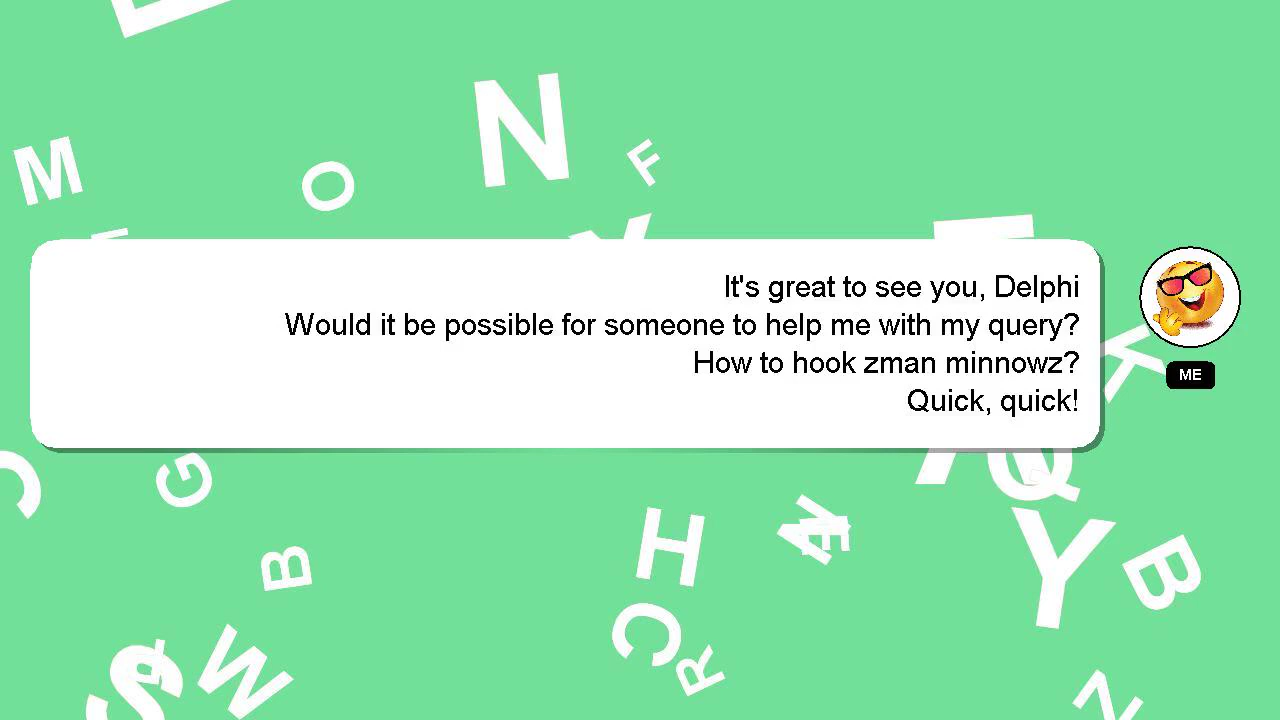 It's great to see you, Delphi
Would it be possible for someone to help me with my query?
How to hook zman minnowz?
Quick, quick!
ME